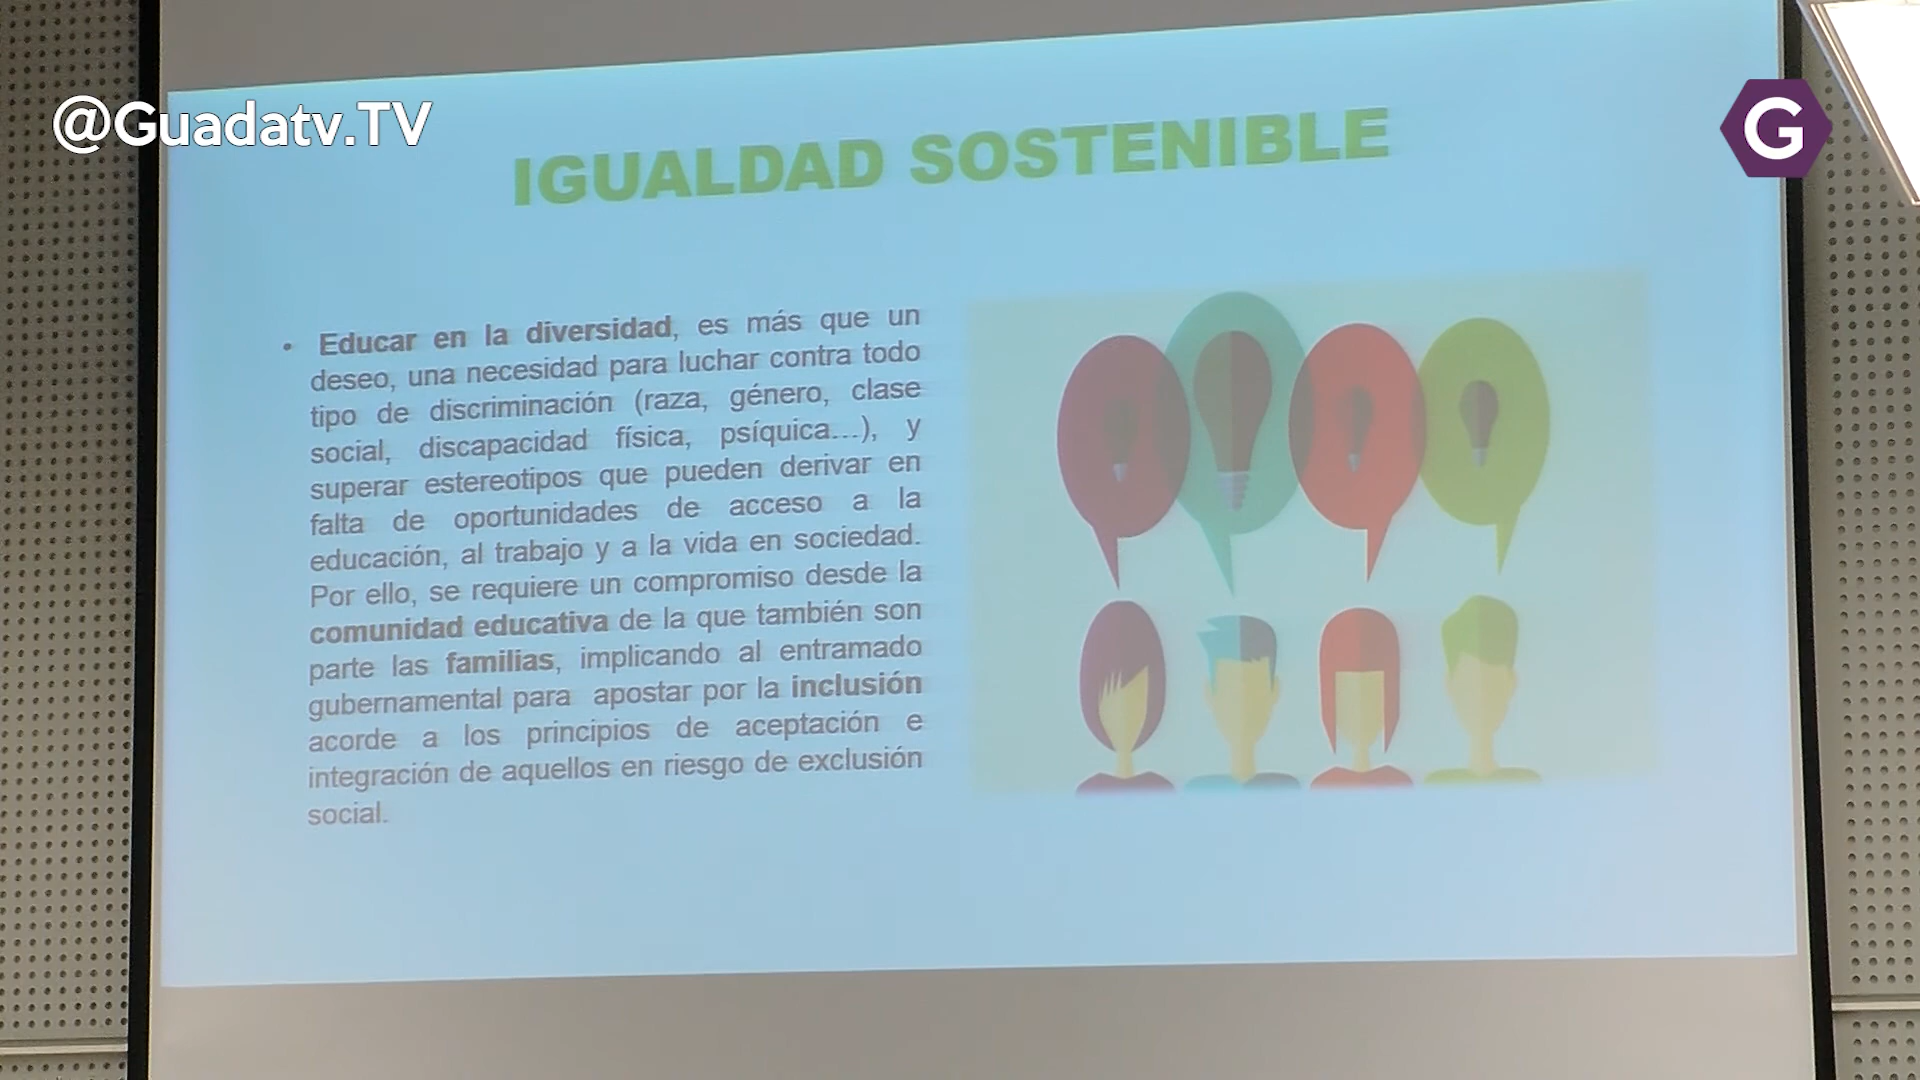 @Guadatv.TV
G
IGUALDAD SOSTENIBLE
• Educar en la diversidad, es más que un
deseo, una necesidad para luchar contra todo
tipo de discriminación (raza, género, clase
social, discapacidad física, psíquica...), y
superar estereotipos que pueden derivar en
falta de oportunidades de acceso a la
educación, al trabajo y a la vida en sociedad.
Por ello, se requiere un compromiso desde la
comunidad educativa de la que también son
parte las familias, implicando al entramado
gubernamental para apostar por la inclusión
acorde a los principios de aceptación e
integración de aquellos en riesgo de exclusión
social.